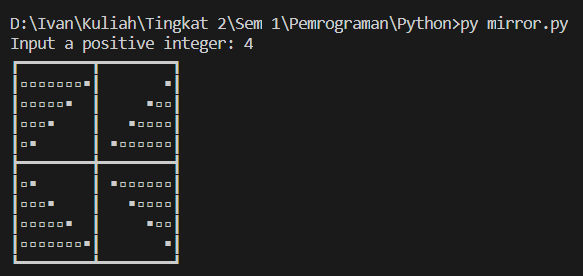 D:\Ivan\Kuliah\Tingkat 2\Sem 1\Pemrograman\Python>py mirror.py
Input a positive integer: 4